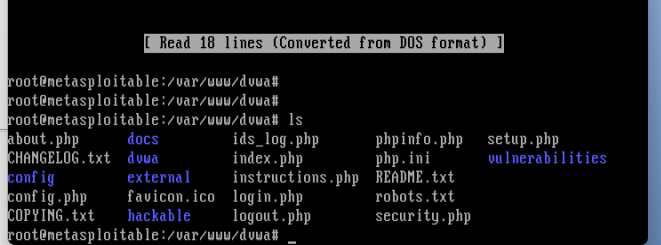 [ Read 18 lines (Converted from DOS format) ]
root@metasploitable:/var/www/dvwa#
root@metasploitable:/var/www/dvwa#
root@metasploitable:/var/www/dvwa# ls
about.php docs ids_log.php phpinfo.php setup.php
CHANGELOG.txt dvwa index.php php.ini vulnerabilities
config external instructions.php README.txt
config.php favicon.ico login.php robots.txt
COPYING.txt hackable logout.php security.php
root@metasploitable:/var/www/dvwa# _